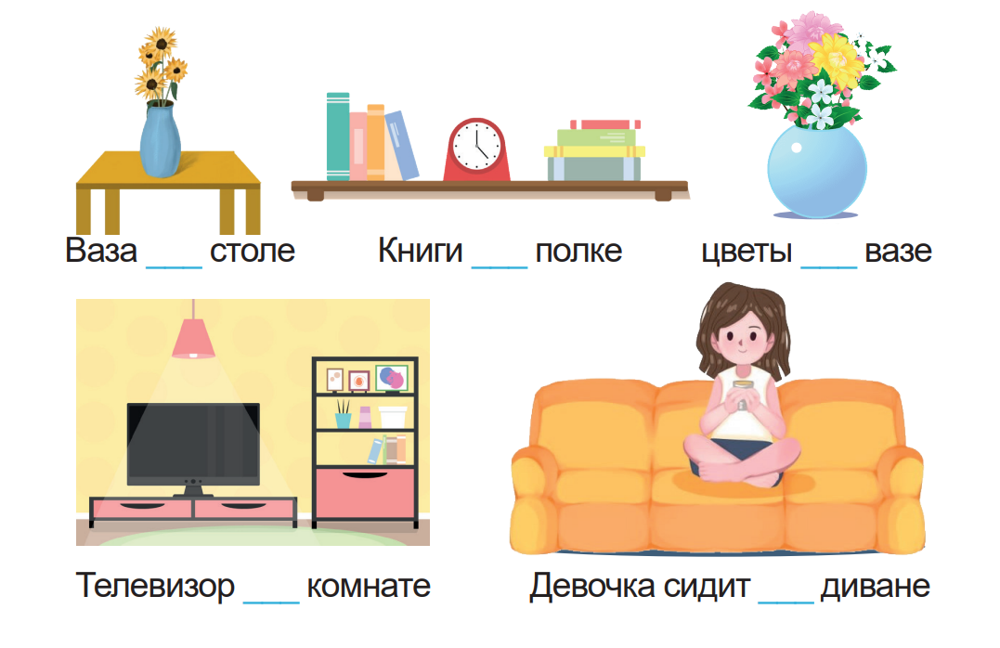 Ваза ___ столе
Книги ___ полке
цветы ___ вазе
Телевизор ___ комнате
Девочка сидит ___ диване